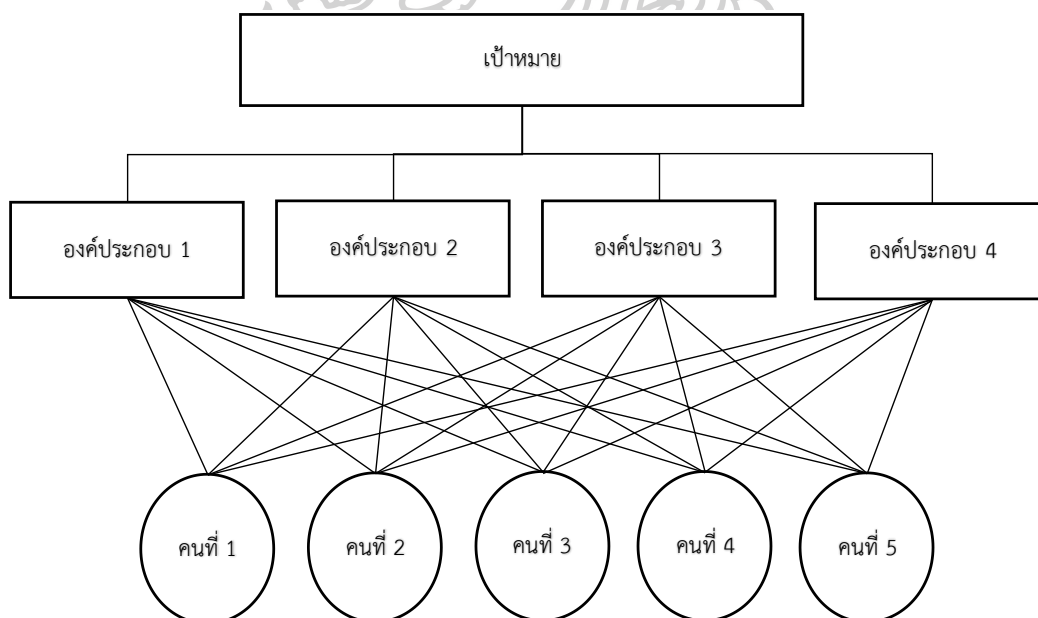 เป้าหมาย
องค์ประกอบ 1
องค์ประกอบ 2
องค์ประกอบ 3
องค์ประกอบ 4
คนที่ 1
คนที่ 2
คนที่ 3
คนที่ 4
คนที่ 5